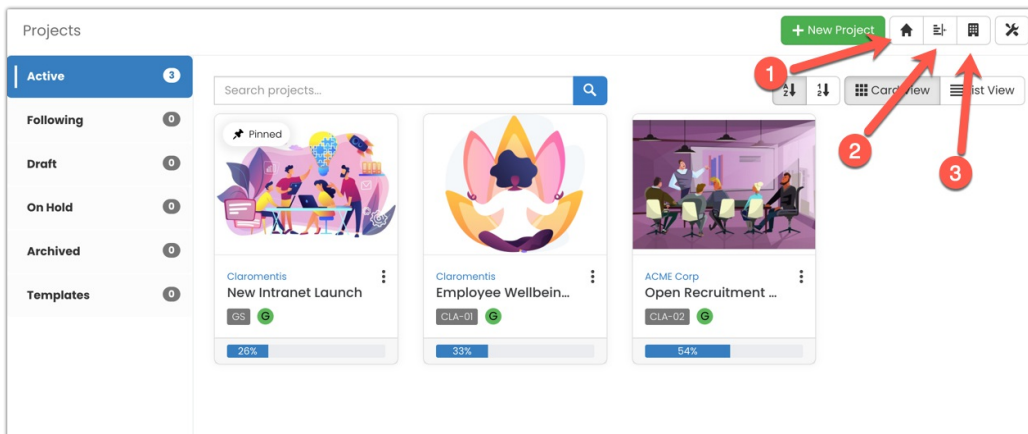 Projects
+ New Project
1
2
3
Active 3
Following 0
Draft 0
On Hold 0
Archived 0
Templates 0
Search projects...
Card View
List View
Pinned
Claromentis
New Intranet Launch
GS G
26%
Claromentis
Employee Wellbein...
CLA-01 G
33%
ACME Corp
Open Recruitment ...
CLA-02 G
54%